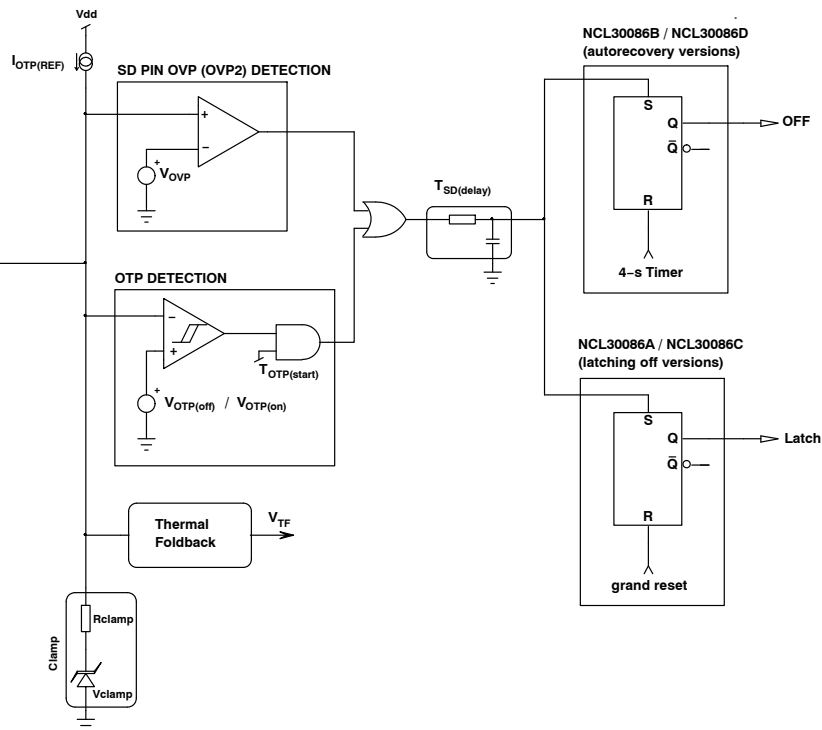 Vdd
IOTP(REF)
SD PIN OVP (OVP2) DETECTION
+
−
+
VOVP
OTP DETECTION
−
+
TOTP(start)
+
VOTP(off) / VOTP(on)
Thermal
Foldback
VTF
Clamp
Rclamp
Vclamp
TSD(delay)
NCL30086B / NCL30086D
(autorecovery versions)
S
Q
OFF
Q̅
R
4−s Timer
NCL30086A / NCL30086C
(latching off versions)
S
Q
Latch
Q̅
R
grand reset